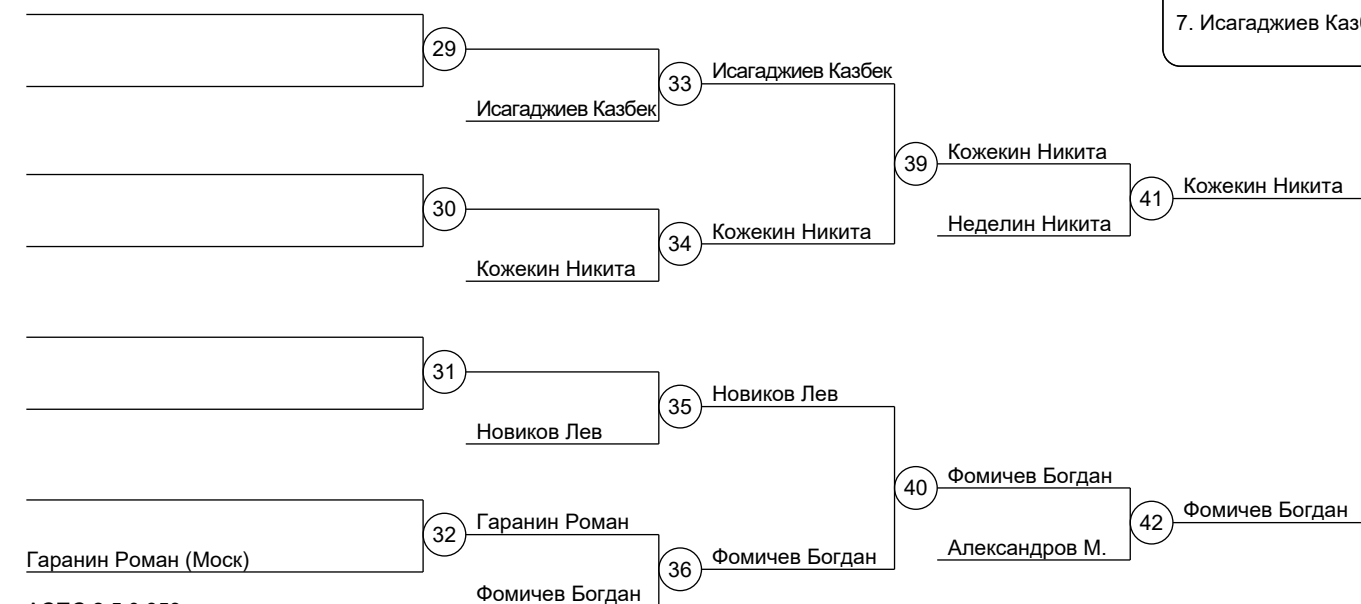 7. Исагаджиев Каз
29
33
Исагаджиев Казбек
Исагаджиев Казбек
39
Кожекин Никита
30
41
Кожекин Никита
34
Кожекин Никита
Неделин Никита
Кожекин Никита
31
35
Новиков Лев
Новиков Лев
40
Фомичев Богдан
32
Гаранин Роман
42
Фомичев Богдан
Гаранин Роман (Моск)
36
Фомичев Богдан
Александров М.
Фомичев Богдан